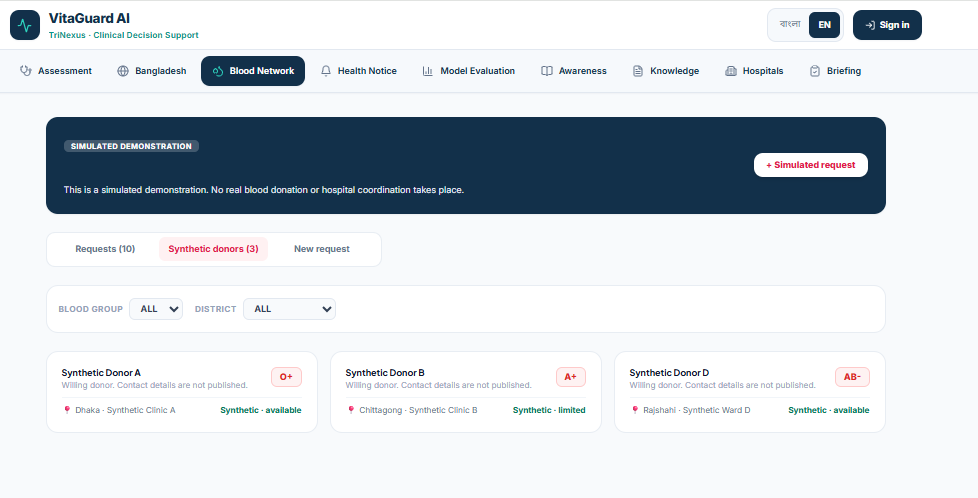 VitaGuard AI
TriNexus · Clinical Decision Support
বাংলা
EN
Sign in
Assessment
Bangladesh
Blood Network
Health Notice
Model Evaluation
Awareness
Knowledge
Hospitals
Briefing
SIMULATED DEMONSTRATION
+ Simulated request
This is a simulated demonstration. No real blood donation or hospital coordination takes place.
Requests (10)
Synthetic donors (3)
New request
BLOOD GROUP
ALL
DISTRICT
ALL
Synthetic Donor A
O+
Willing donor. Contact details are not published.
Dhaka · Synthetic Clinic A
Synthetic · available
Synthetic Donor B
A+
Willing donor. Contact details are not published.
Chittagong · Synthetic Clinic B
Synthetic · limited
Synthetic Donor D
AB-
Willing donor. Contact details are not published.
Rajshahi · Synthetic Ward D
Synthetic · available